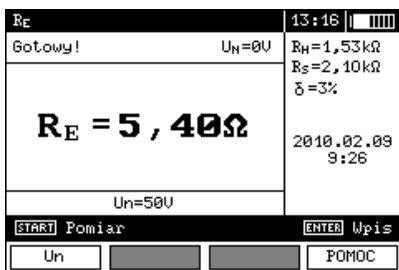 RE 13:16
Gotowy! UN=0V
RH=1,53kΩ
RS=2,10kΩ
δ=3%
RE =5,40Ω
2010.02.09
9:26
Un=50V
START Pomiar ENTER Wpis
Un POMOC